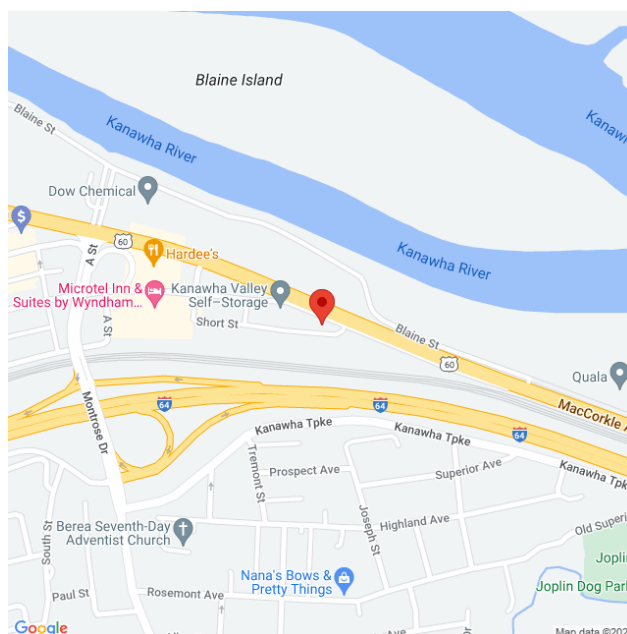 Blaine Island
Blaine St
Kanawha River
Kanawha
Dow Chemical
$
60
Hardee's
A St
Kanawha River
Microtel Inn &
Suites by Wyndham...
Kanawha Valley
Self-Storage
A St
Short St
Blaine St
60
Quala
MacCorkle A
64
64
64
Montrose Dr
Kanawha Tpke
Kanawha Tpke
Kanawha Tpke
Tremont St
Prospect Ave
Superior Ave
Joseph St
Highland Ave
Old Superi
Berea Seventh-Day
Adventist Church
South St
Joplin
Nana's Bows &
Pretty Things
Joplin Dog Park
Paul St
Rosemont Ave
Google
Map data ©202